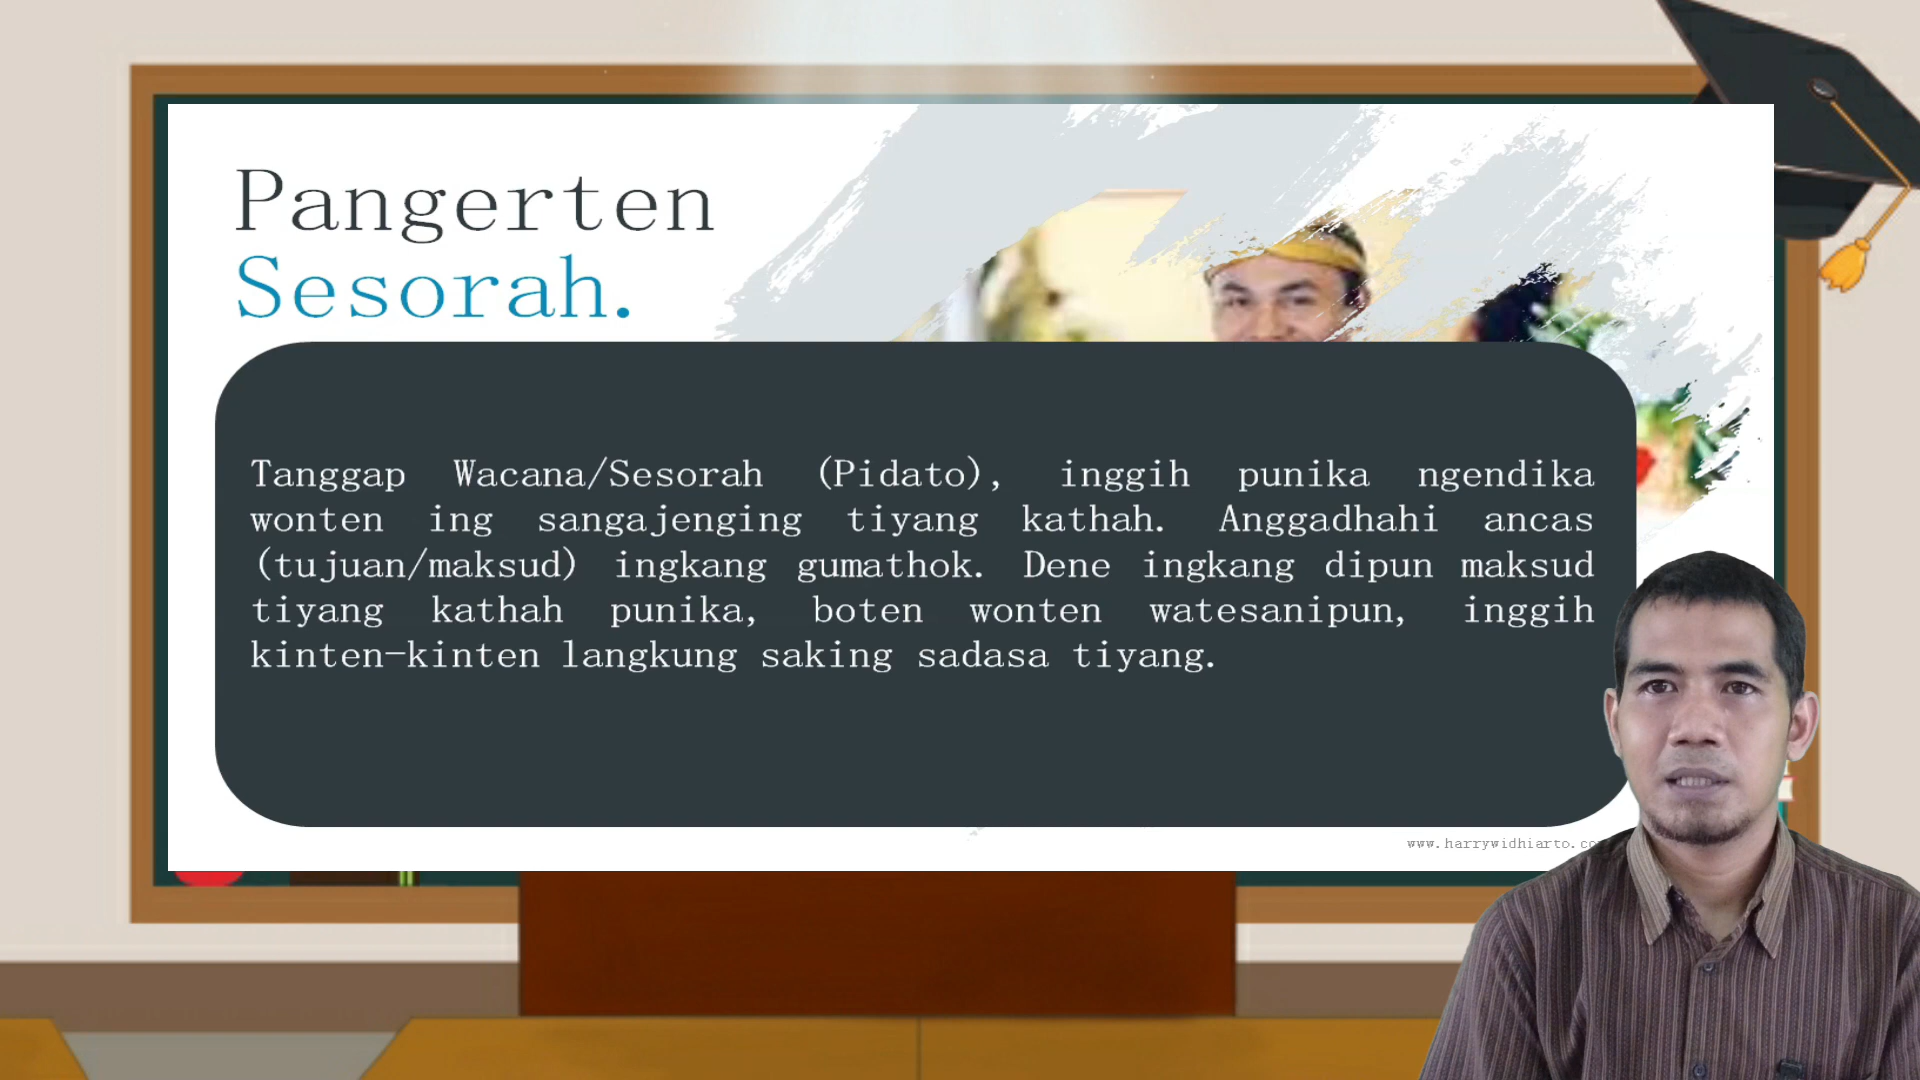 Pangerten
Sesorah.
Tanggap Wacana/Sesorah (Pidato), inggih punika ngendika
wonten ing sangajenging tiyang kathah. Anggadhahi ancas
(tujuan/maksud) ingkang gumathok. Dene ingkang dipun maksud
tiyang kathah punika, boten wonten watesanipun, inggih
kinten-kinten langkung saking sadasa tiyang.
www.harrywidhiarto.co